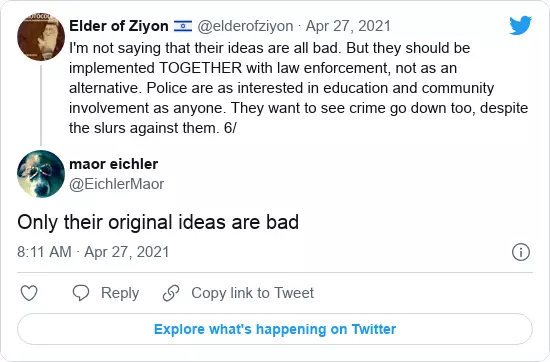 Elder of Ziyon 🇮🇱 @elderofziyon · Apr 27, 2021
I'm not saying that their ideas are all bad. But they should be
implemented TOGETHER with law enforcement, not as an
alternative. Police are as interested in education and community
involvement as anyone. They want to see crime go down too, despite
the slurs against them. 6/
maor eichler
@EichlerMaor
Only their original ideas are bad
8:11 AM · Apr 27, 2021
Reply Copy link to Tweet
Explore what's happening on Twitter